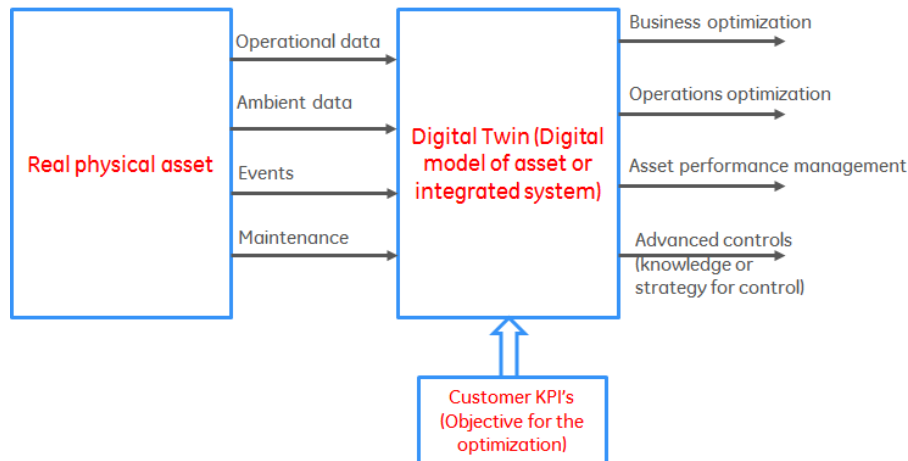 Real physical asset
Operational data
Ambient data
Events
Maintenance
Digital Twin (Digital
model of asset or
integrated system)
Business optimization
Operations optimization
Asset performance management
Advanced controls
(knowledge or
strategy for control)
Customer KPI's
(Objective for the
optimization)